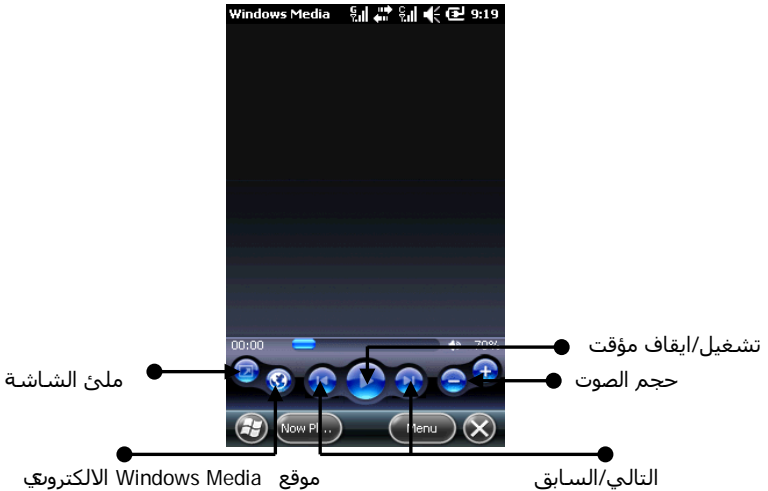 Windows Media 9:19
00:00 70%
تشغيل/ايقاف مؤقت
ملئ الشاشة
حجم الصوت
Now Pl...
Menu
موقع Windows Media الالكتروني
التالي/السابق